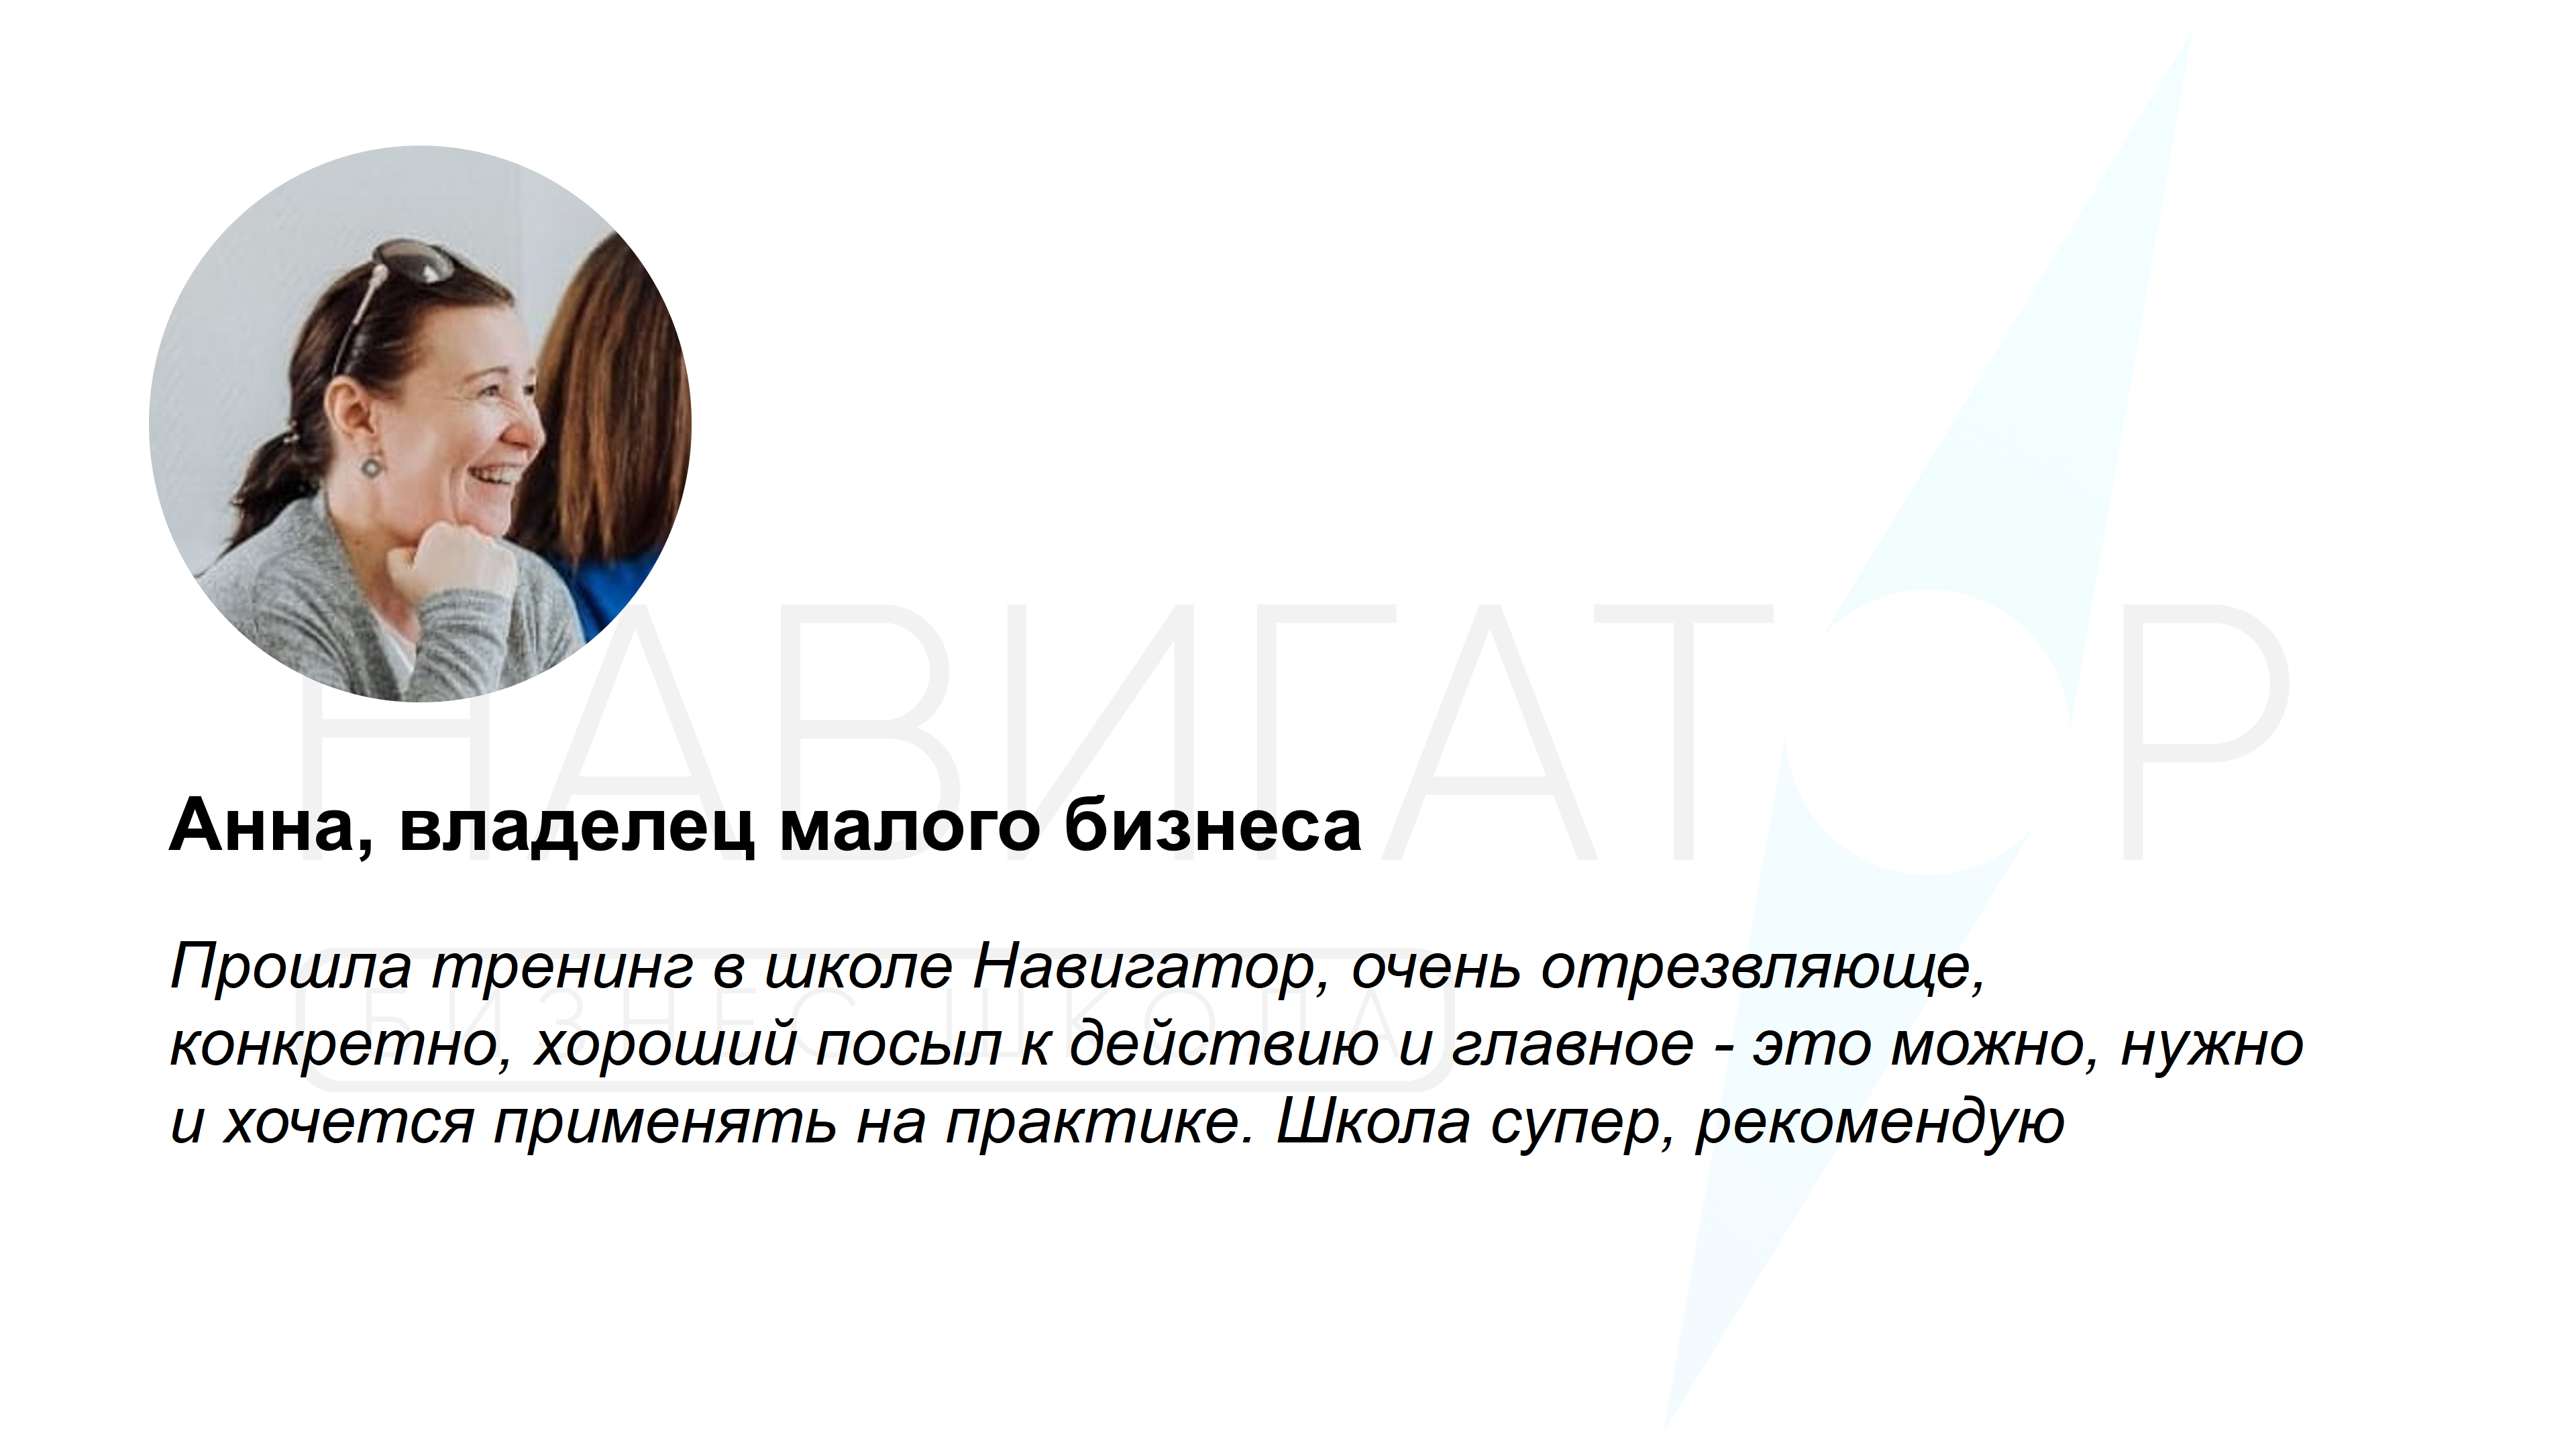 НАВИГАТОР
Анна, владелец малого бизнеса
БИЗНЕС ШКОЛА
Прошла тренинг в школе Навигатор, очень отрезвляюще,
конкретно, хороший посыл к действию и главное - это можно, нужно
и хочется применять на практике. Школа супер, рекомендую